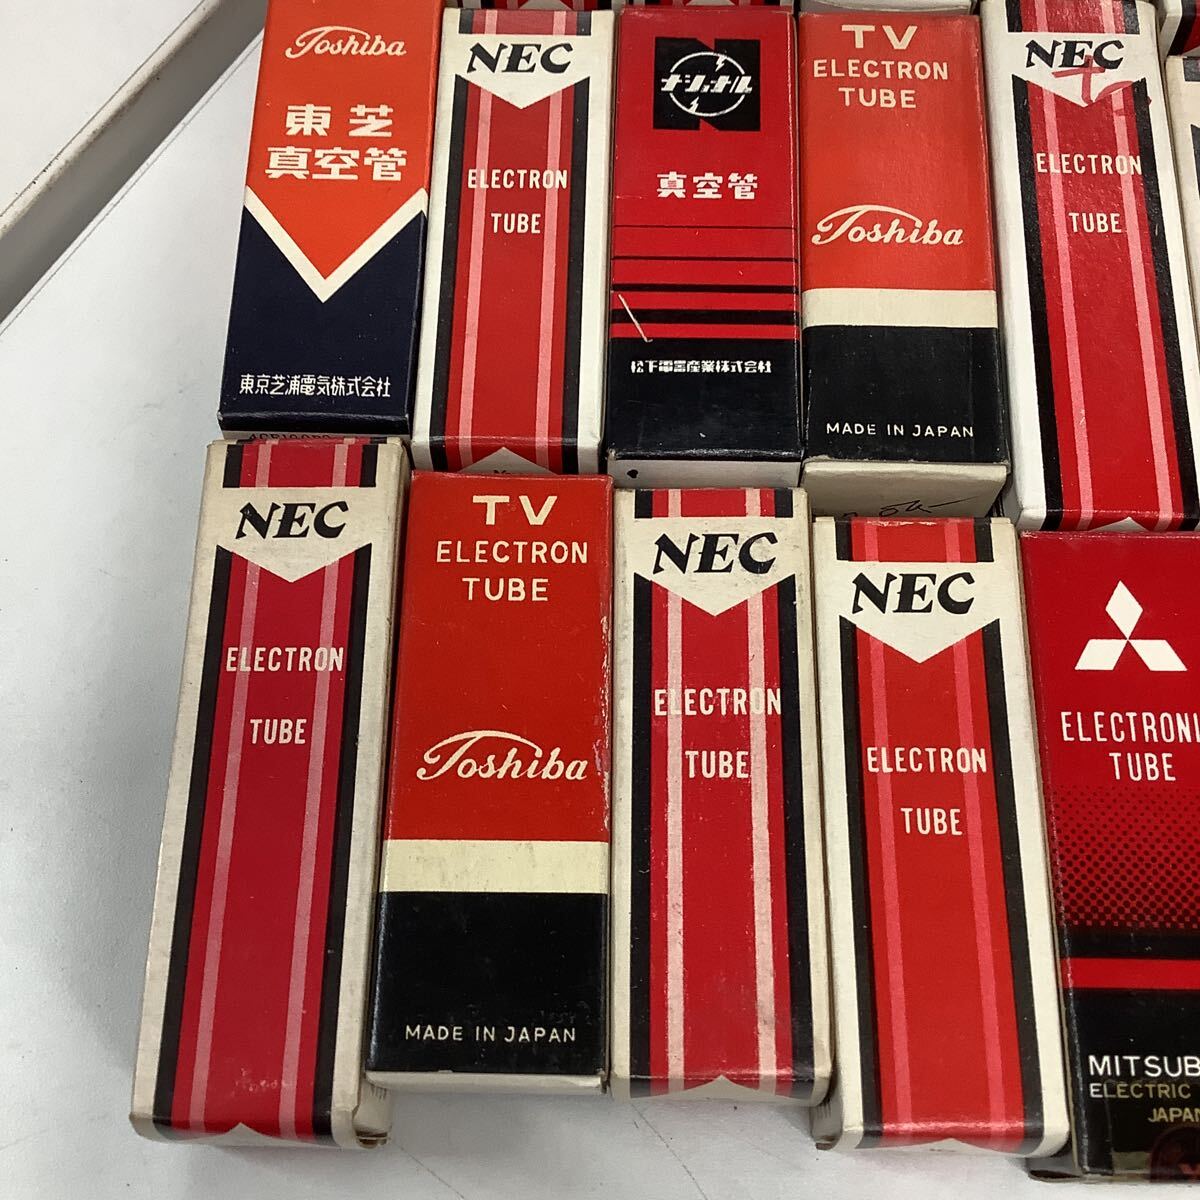 Toshiba
東芝
真空管
東京芝浦電気株式会社
NEC
ELECTRON
TUBE
ナショナル
真空管
松下電器産業株式会社
TV
ELECTRON
TUBE
Toshiba
MADE IN JAPAN
NEC
ELECTRON
TUBE
NEC
ELECTRON
TUBE
TV
ELECTRON
TUBE
Toshiba
MADE IN JAPAN
NEC
ELECTRON
TUBE
NEC
ELECTRON
TUBE
ELECTRONI
TUBE
MITSUB
ELECTRIC
JAPAN